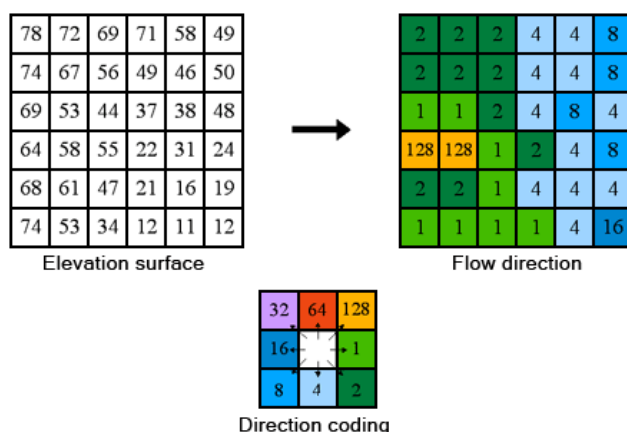 78 72 69 71 58 49 2 2 2 4 4 8
74 67 56 49 46 50 2 2 2 4 4 8
69 53 44 37 38 48 1 1 2 4 8 4
64 58 55 22 31 24 128 128 1 2 4 8
68 61 47 21 16 19 2 2 1 4 4 4
74 53 34 12 11 12 1 1 1 1 4 16
Elevation surface Flow direction
32 64 128
16 1
8 4 2
Direction coding